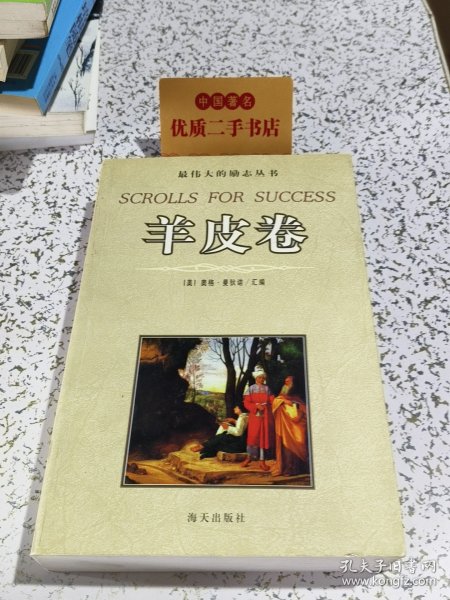 中国著名
优质二手书店
最伟大的励志丛书
SCROLLS FOR SUCCESS
羊皮卷
〔美〕奥格·曼狄诺／汇编
海天出版社
孔夫子旧书网
kongfz.com